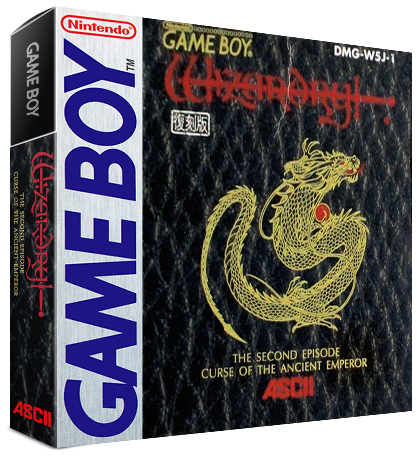 GAME BOY
Wizardry
THE SECOND EPISODE
CURSE OF THE ANCIENT EMPEROR
ASCII
Nintendo
GAME BOY
TM
Nintendo
GAME BOY
DMG-W5J-1
Wizardry
復刻版
THE SECOND EPISODE
CURSE OF THE ANCIENT EMPEROR
ASCII